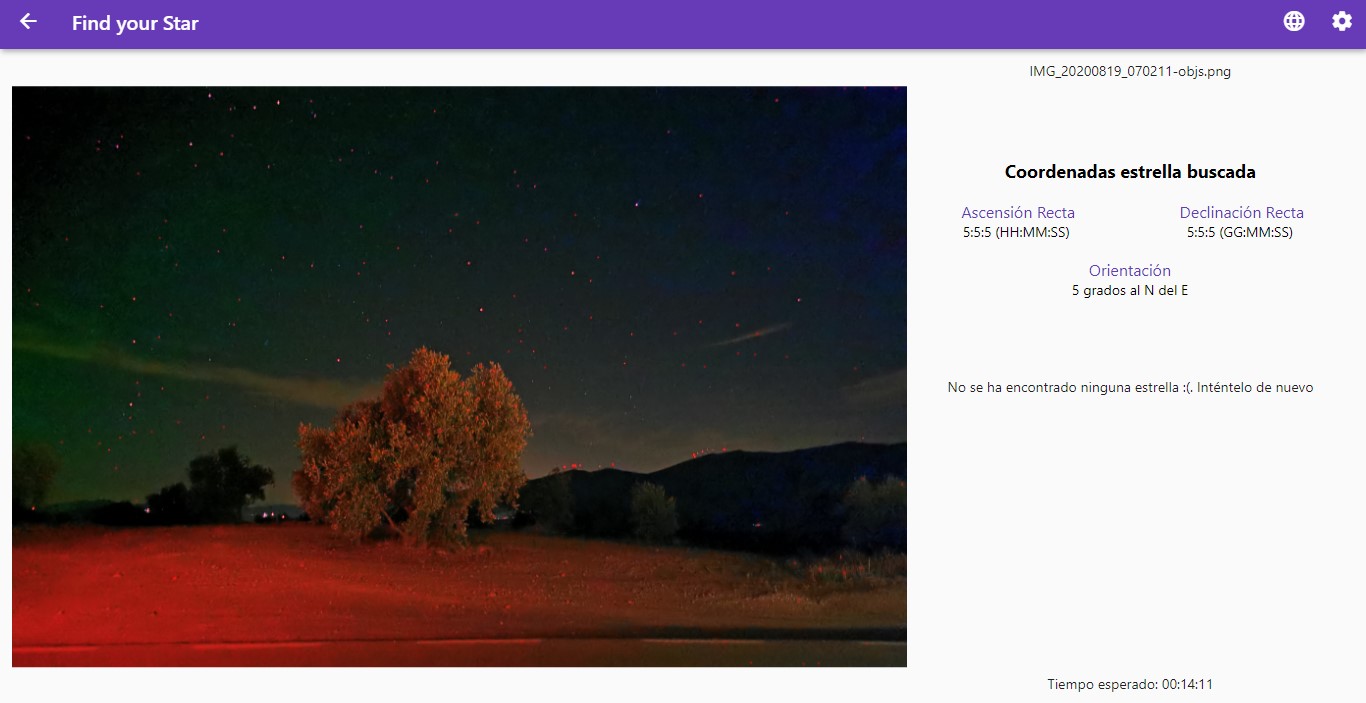 Find your Star
IMG_20200819_070211-objs.png
Coordenadas estrella buscada
Ascensión Recta
5:5:5 (HH:MM:SS)
Declinación Recta
5:5:5 (GG:MM:SS)
Orientación
5 grados al N del E
No se ha encontrado ninguna estrella :(. Inténtelo de nuevo
Tiempo esperado: 00:14:11